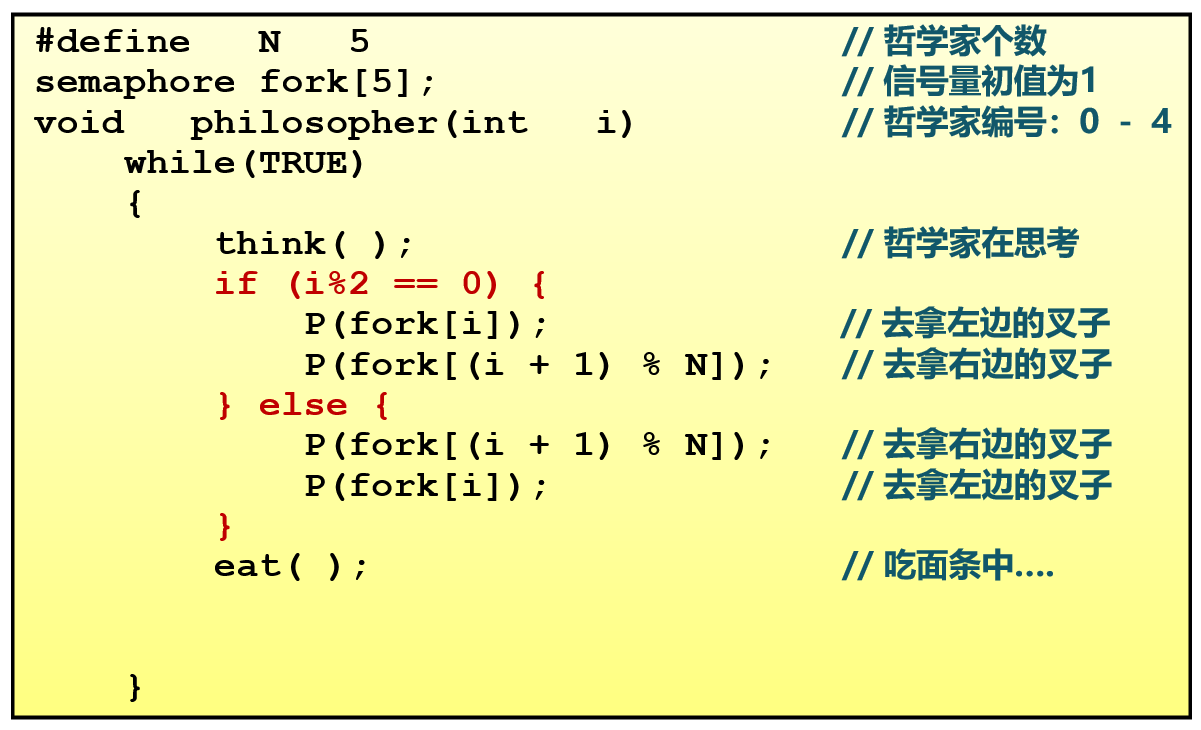 #define   N   5 // 哲学家个数
semaphore fork[5]; // 信号量初值为1
void   philosopher(int   i) // 哲学家编号：0 - 4
while(TRUE)
{
think( ); // 哲学家在思考
if (i%2 == 0) {
P(fork[i]); // 去拿左边的叉子
P(fork[(i + 1) % N]); // 去拿右边的叉子
} else {
P(fork[(i + 1) % N]); // 去拿右边的叉子
P(fork[i]); // 去拿左边的叉子
}
eat( ); // 吃面条中….
}